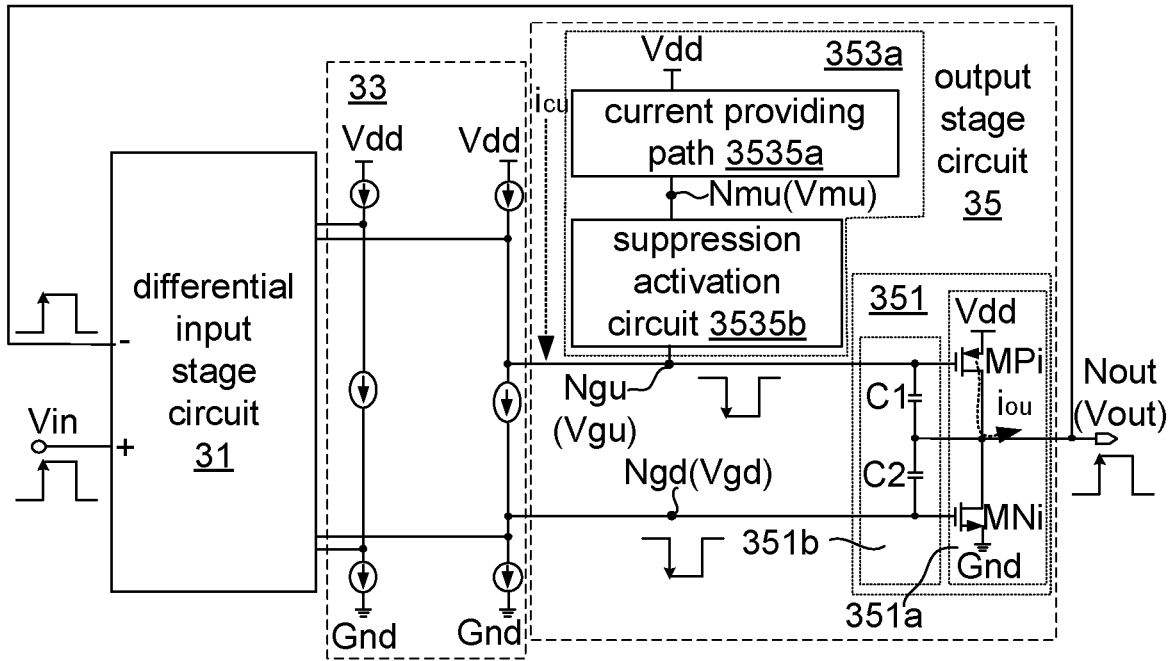 33
Vdd
Vdd
Gnd
Gnd
differential
input
stage
circuit
31
-
+
Vin
icu
353a
Vdd
current providing
path 3535a
Nmu(Vmu)
suppression
activation
circuit 3535b
output
stage
circuit
35
Ngu
(Vgu)
Ngd(Vgd)
351
Vdd
MPi
C1
iou
C2
MNi
Gnd
351b
351a
Nout
(Vout)